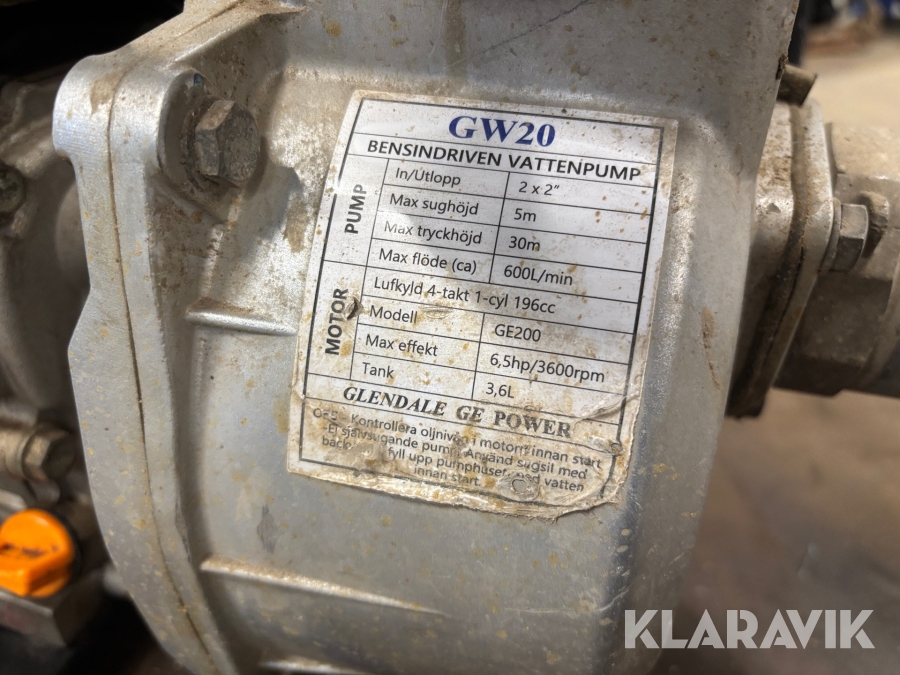 GW20
BENSINDRIVEN VATTENPUMP
PUMP
In/Utlopp 2 x 2"
Max sughöjd 5m
Max tryckhöjd 30m
Max flöde (ca) 600L/min
MOTOR
Lufkyld 4-takt 1-cyl 196cc
Modell GE200
Max effekt 6,5hp/3600rpm
Tank 3,6L
GLENDALE GE POWER
Kontrollera oljnivån i motorn innan start
-Ej självsugande pump. Använd sugsil med
fyll upp pumphuset med vatten
innan start.
KLARAVIK